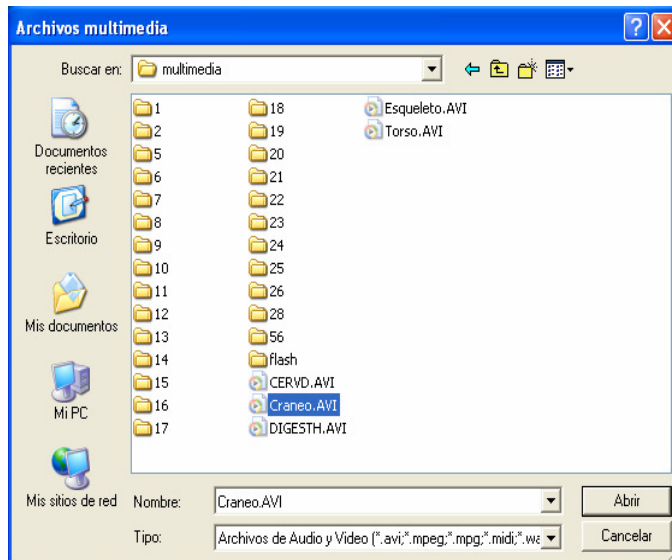 Archivos multimedia
Buscar en: multimedia
Documentos
recientes
Escritorio
Mis documentos
Mi PC
Mis sitios de red
1
2
5
6
7
8
9
10
11
12
13
14
15
16
17
18
19
20
21
22
23
24
25
26
28
56
flash
CERVD.AVI
Craneo.AVI
DIGESTH.AVI
Esqueleto.AVI
Torso.AVI
Nombre: Craneo.AVI Abrir
Tipo: Archivos de Audio y Video (*.avi;*.mpeg;*.mpg;*.midi;*.wa Cancelar